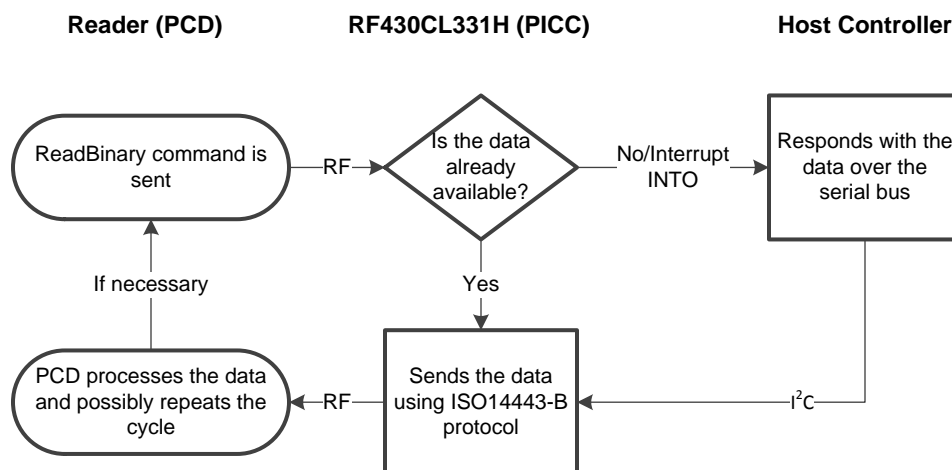 Reader (PCD)
RF430CL331H (PICC)
Host Controller
ReadBinary command is
sent
RF
Is the data
already
available?
No/Interrupt
INTO
Responds with the
data over the
serial bus
If necessary
Yes
PCD processes the data
and possibly repeats the
cycle
RF
Sends the data
using ISO14443-B
protocol
I²C